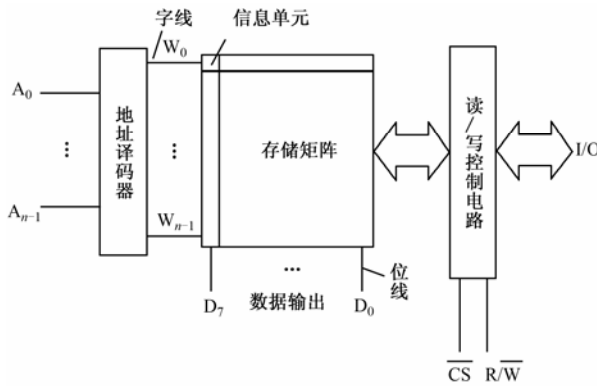 字线
信息单元
W₀
A₀
地址译码器
...
...
存储矩阵
读/写控制电路
I/O
Aₙ₋₁
Wₙ₋₁
...
位线
D₇
数据输出
D₀
C̅S̅
R/W̅